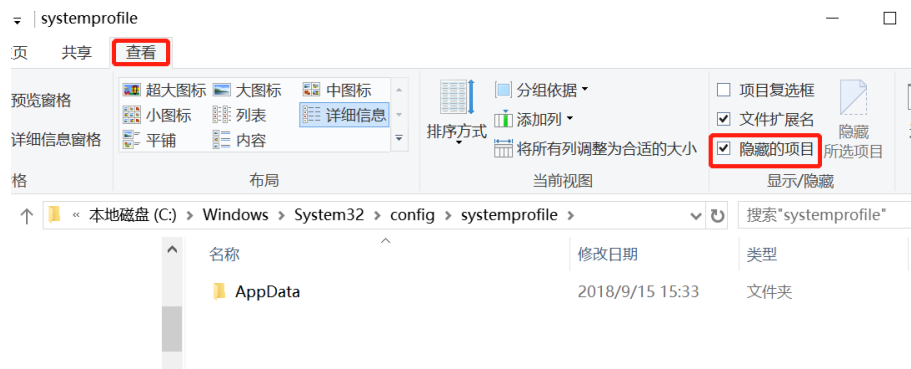 systemprofile
页 共享 查看
预览窗格
详细信息窗格
格
超大图标 大图标 中图标
小图标 列表 详细信息
平铺 内容
布局
排序方式
分组依据
添加列
将所有列调整为合适的大小
当前视图
项目复选框
文件扩展名
隐藏的项目
隐藏
所选项目
显示/隐藏
« 本地磁盘 (C:) > Windows > System32 > config > systemprofile >
搜索"systemprofile"
名称 修改日期 类型
AppData 2018/9/15 15:33 文件夹